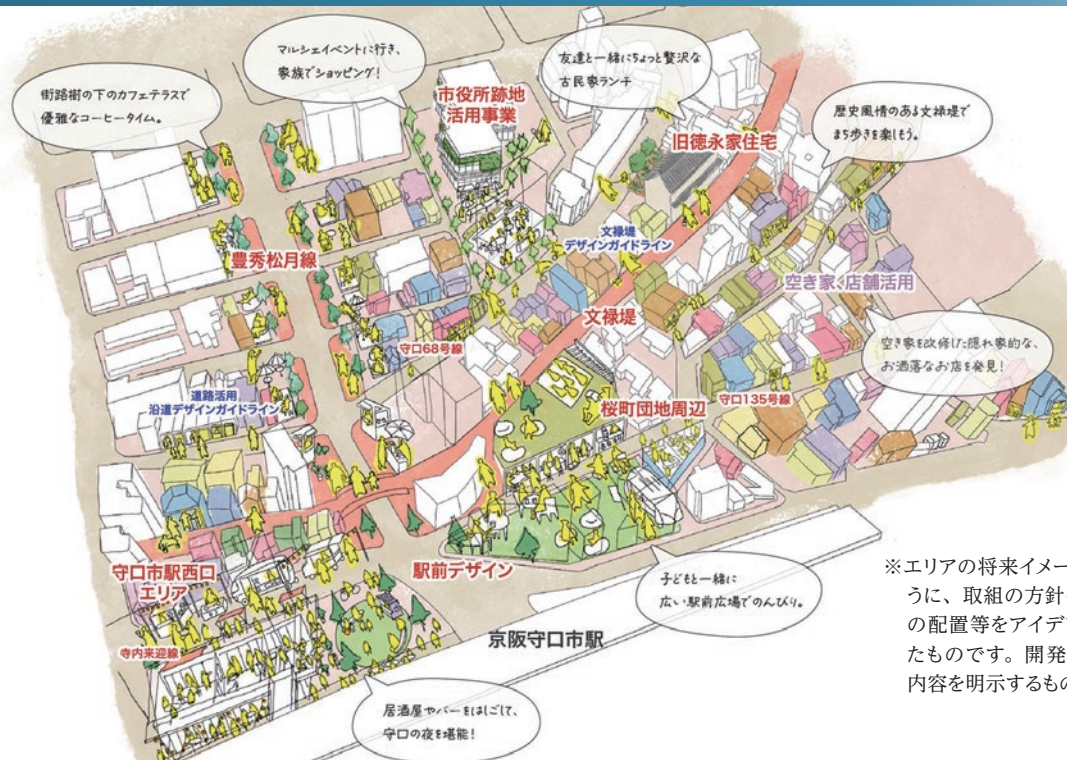 マルシェイベントに行き、
家族でショッピング！
友達と一緒にちょっと贅沢な
古民家ランチ
街路樹の下のカフェテラスで
優雅なコーヒータイム。
市役所跡地
活用事業
歴史風情のある文禄堤で
まち歩きを楽しもう。
旧徳永家住宅
文禄堤
デザインガイドライン
豊秀松月線
空き家、店舗活用
文禄堤
守口68号線
空き家を改修した隠れ家的な、
お洒落なお店を発見！
道路活用
沿道デザインガイドライン
桜町団地周辺
守口135号線
守口市駅西口
エリア
駅前デザイン
子どもと一緒に
広い駅前広場でのんびり。
京阪守口市駅
寺内来迎線
居酒屋やバーをはしごして、
守口の夜を堪能！
※エリアの将来イメー
うに、取組の方針
の配置等をアイデ
たものです。開発
内容を明示するもの